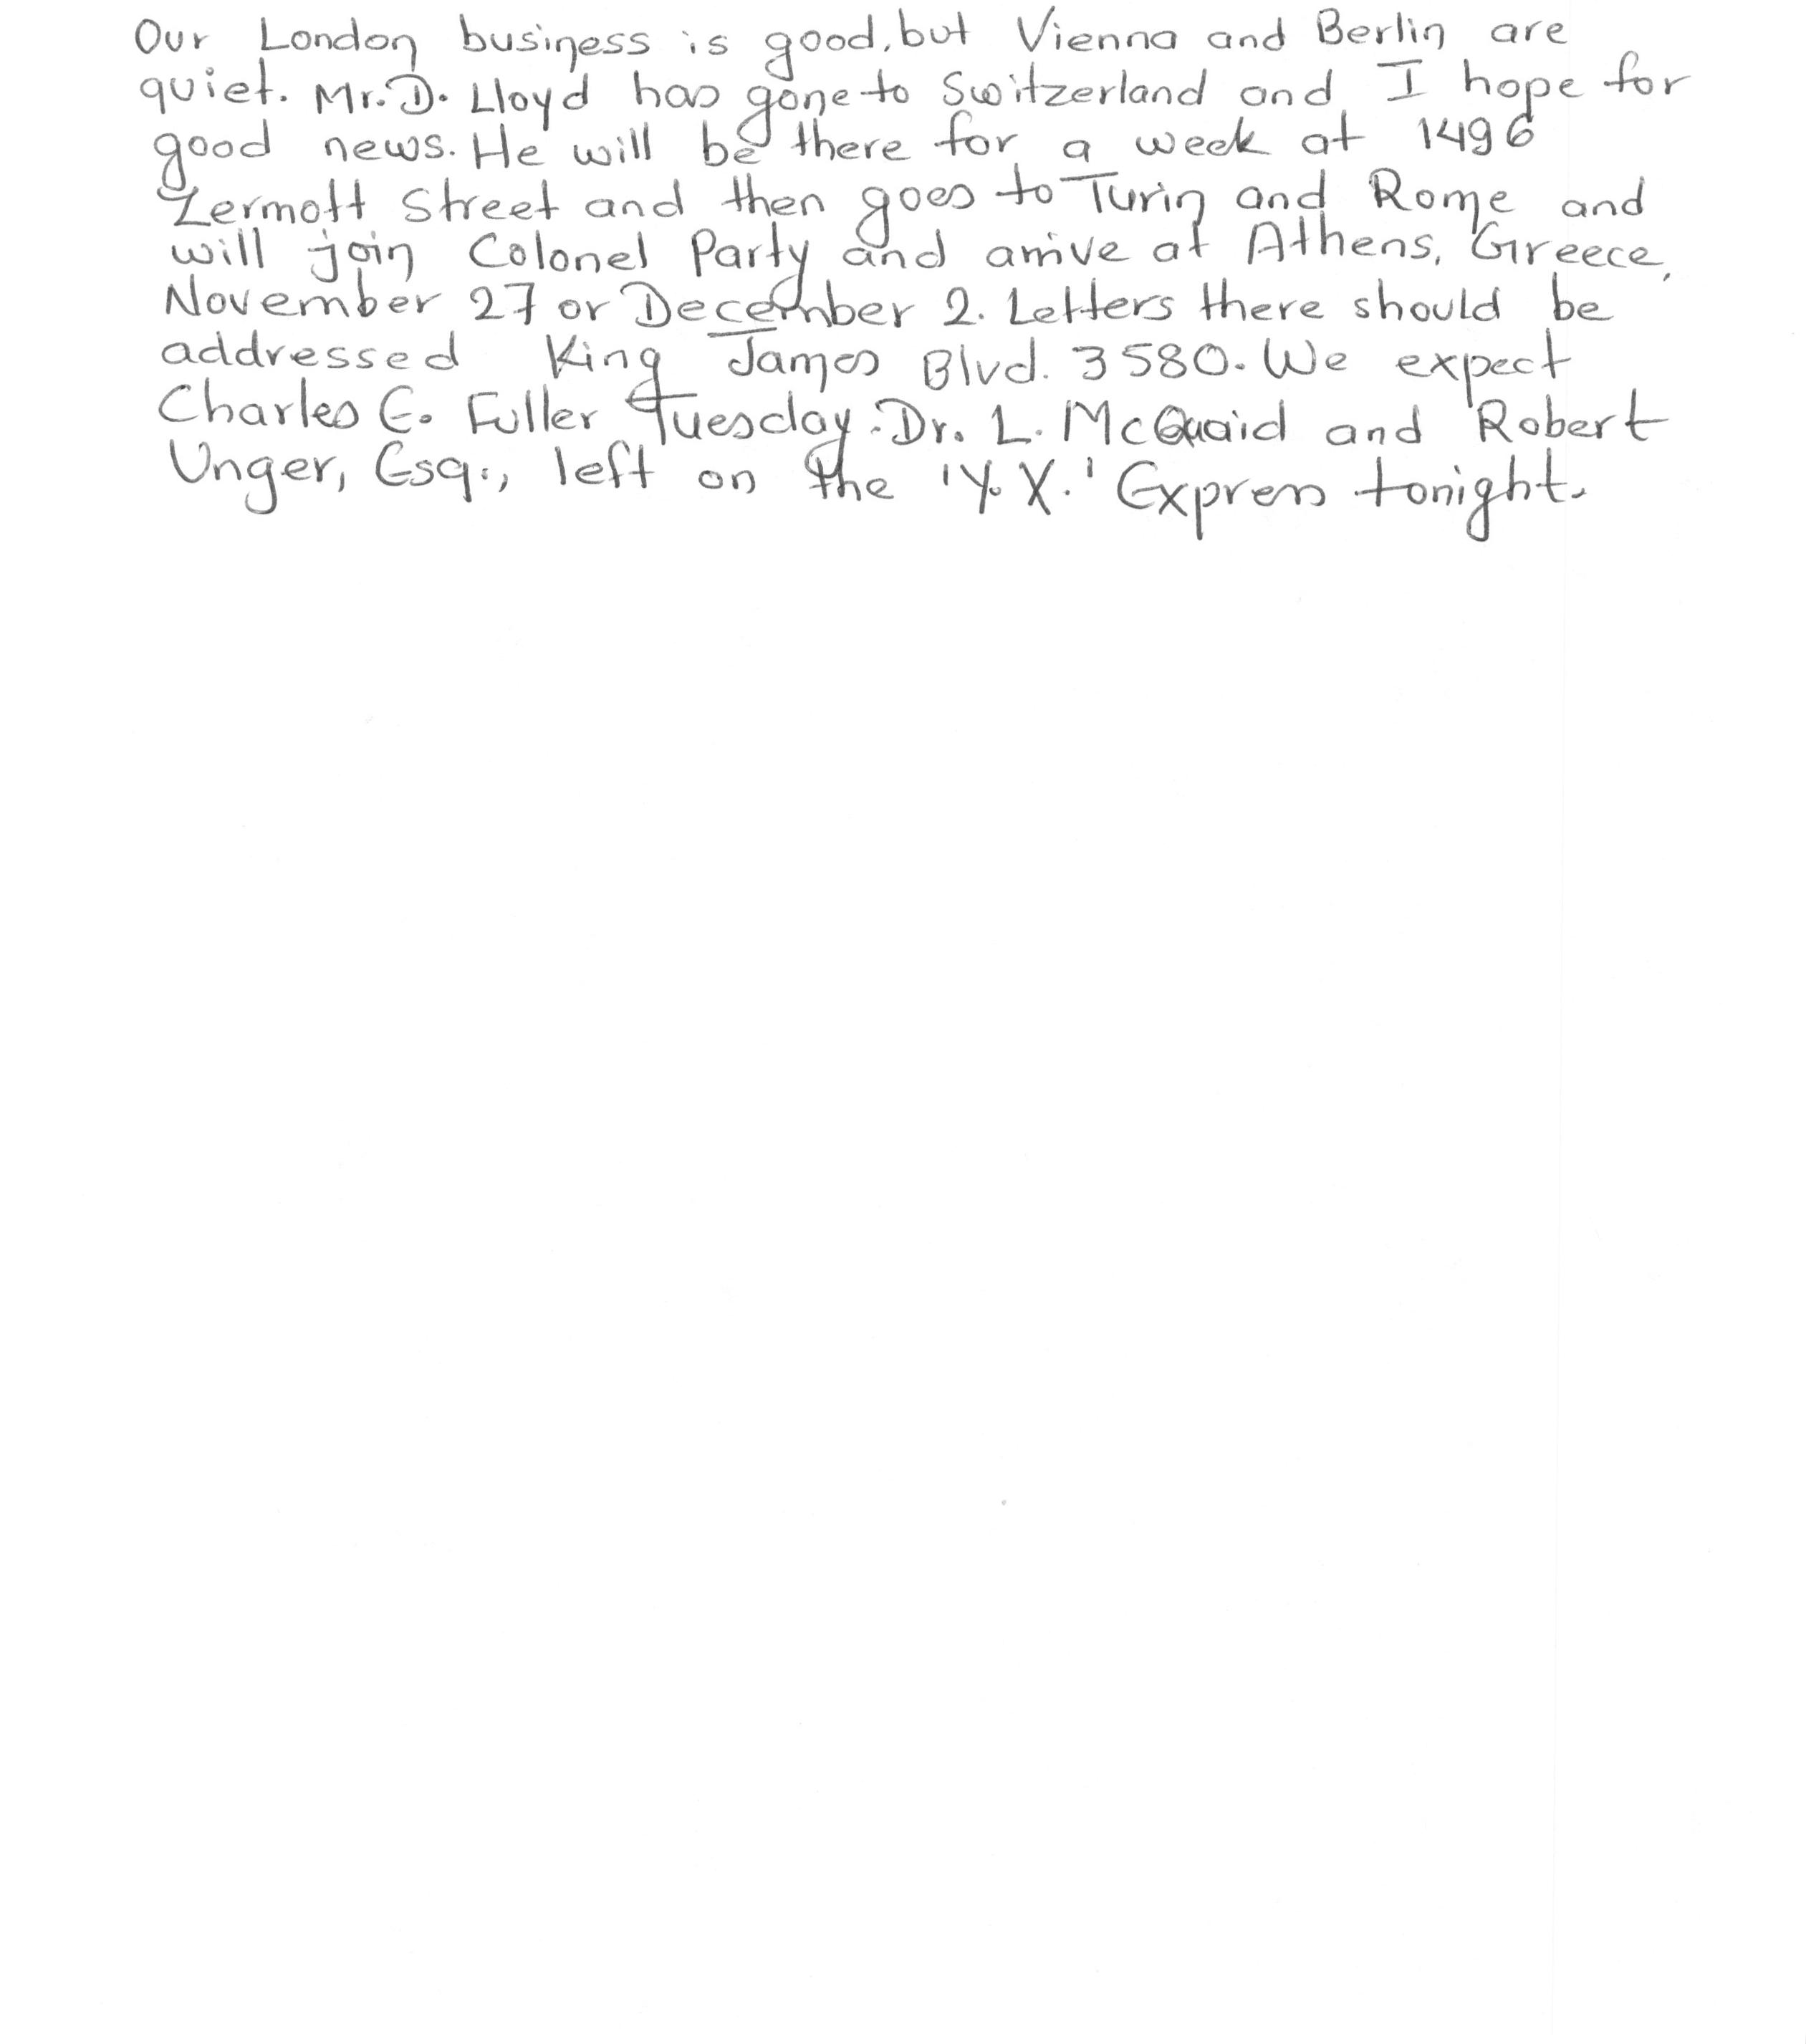 Our London business is good, but Vienna and Berlin are
quiet. Mr. D. Lloyd has gone to Switzerland and I hope for
good news. He will be there for a week at 1496
Zermott Street and then goes to Turin and Rome and
will join Colonel Party and arrive at Athens, Greece,
November 27 or December 2. Letters there should be
addressed King James Blvd. 3580. We expect
Charles E. Fuller Tuesday. Dr. L. McQuaid and Robert
Unger, Esq., left on the 'Y. X.' Express tonight.